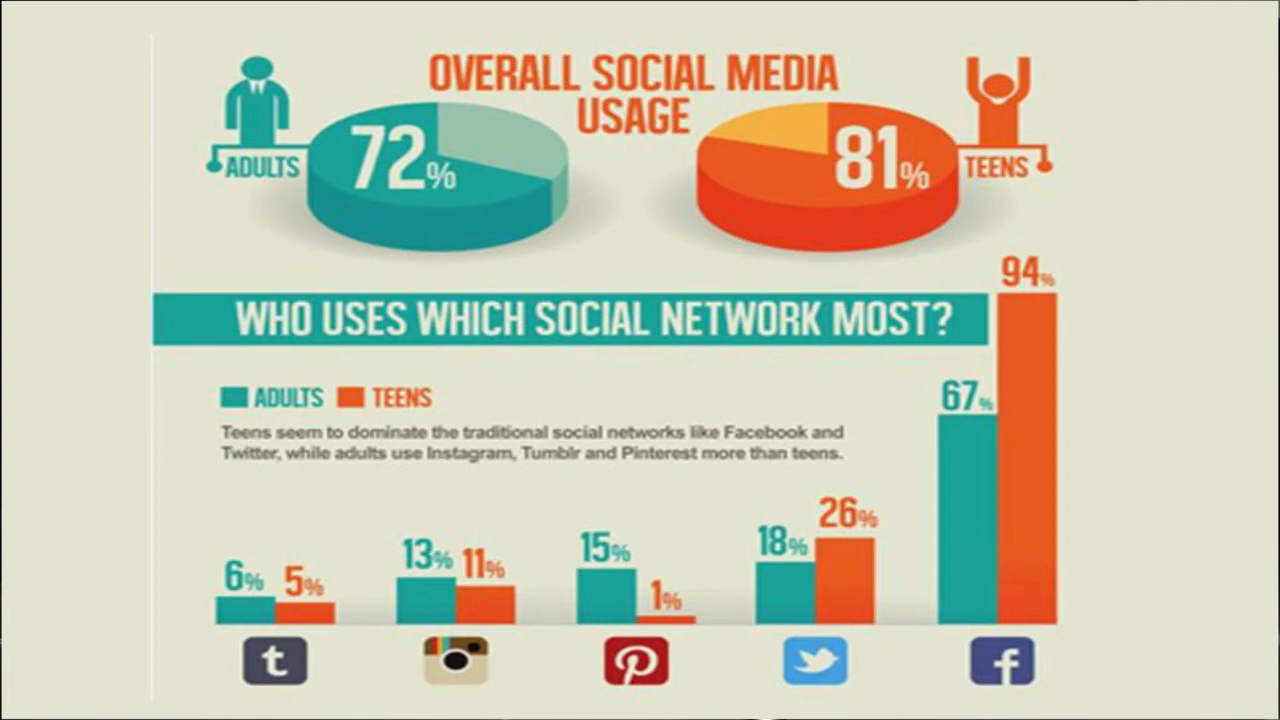 OVERALL SOCIAL MEDIA
USAGE
ADULTS
72%
81%
TEENS
WHO USES WHICH SOCIAL NETWORK MOST?
ADULTS TEENS
Teens seem to dominate the traditional social networks like Facebook and
Twitter, while adults use Instagram, Tumblr and Pinterest more than teens.
6% 5%
13% 11%
15% 1%
18% 26%
67% 94%
t
f